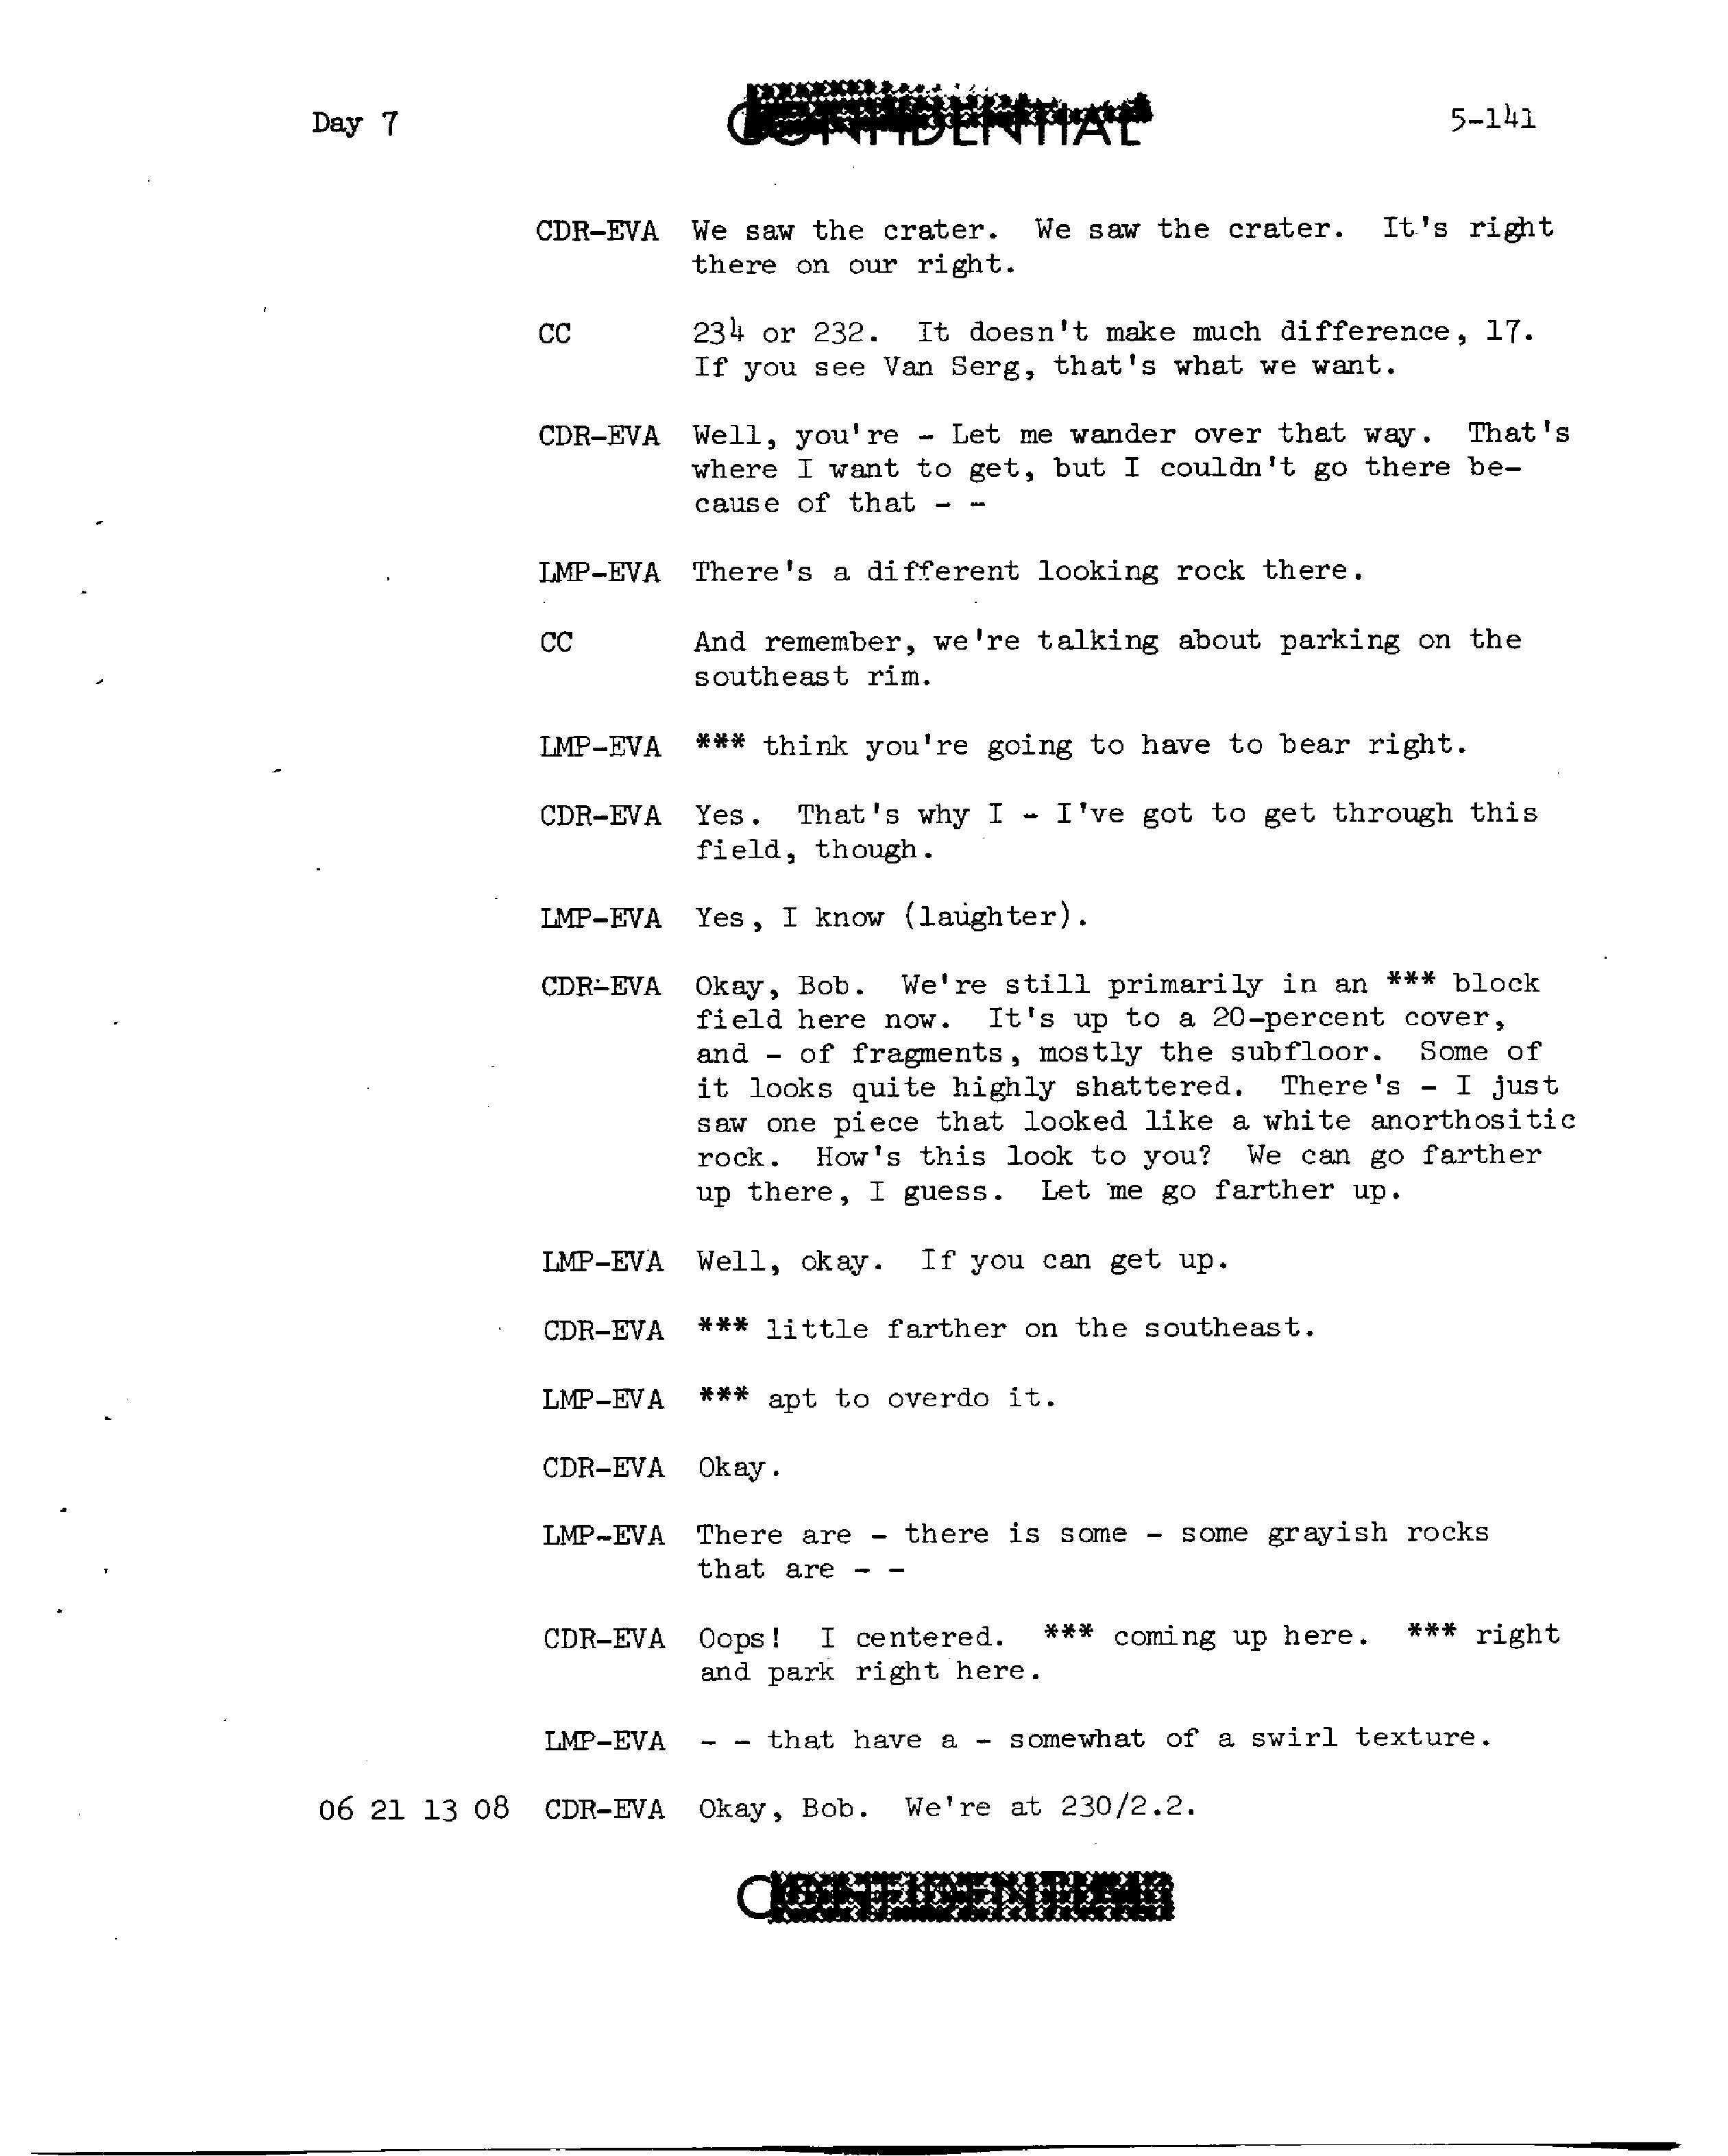 Day 7
CONFIDENTIAL
5-141
CDR-EVA We saw the crater. We saw the crater. It's right
there on our right.
CC 234 or 232. It doesn't make much difference, 17.
If you see Van Serg, that's what we want.
CDR-EVA Well, you're - Let me wander over that way. That's
where I want to get, but I couldn't go there be-
cause of that - -
LMP-EVA There's a different looking rock there.
CC And remember, we're talking about parking on the
southeast rim.
LMP-EVA *** think you're going to have to bear right.
CDR-EVA Yes. That's why I - I've got to get through this
field, though.
LMP-EVA Yes, I know (laughter).
CDR-EVA Okay, Bob. We're still primarily in an *** block
field here now. It's up to a 20-percent cover,
and - of fragments, mostly the subfloor. Some of
it looks quite highly shattered. There's - I just
saw one piece that looked like a white anorthositic
rock. How's this look to you? We can go farther
up there, I guess. Let me go farther up.
LMP-EVA Well, okay. If you can get up.
CDR-EVA *** little farther on the southeast.
LMP-EVA *** apt to overdo it.
CDR-EVA Okay.
LMP-EVA There are - there is some - some grayish rocks
that are - -
CDR-EVA Oops! I centered. *** coming up here. *** right
and park right here.
LMP-EVA - - that have a - somewhat of a swirl texture.
06 21 13 08 CDR-EVA Okay, Bob. We're at 230/2.2.
CONFIDENTIAL